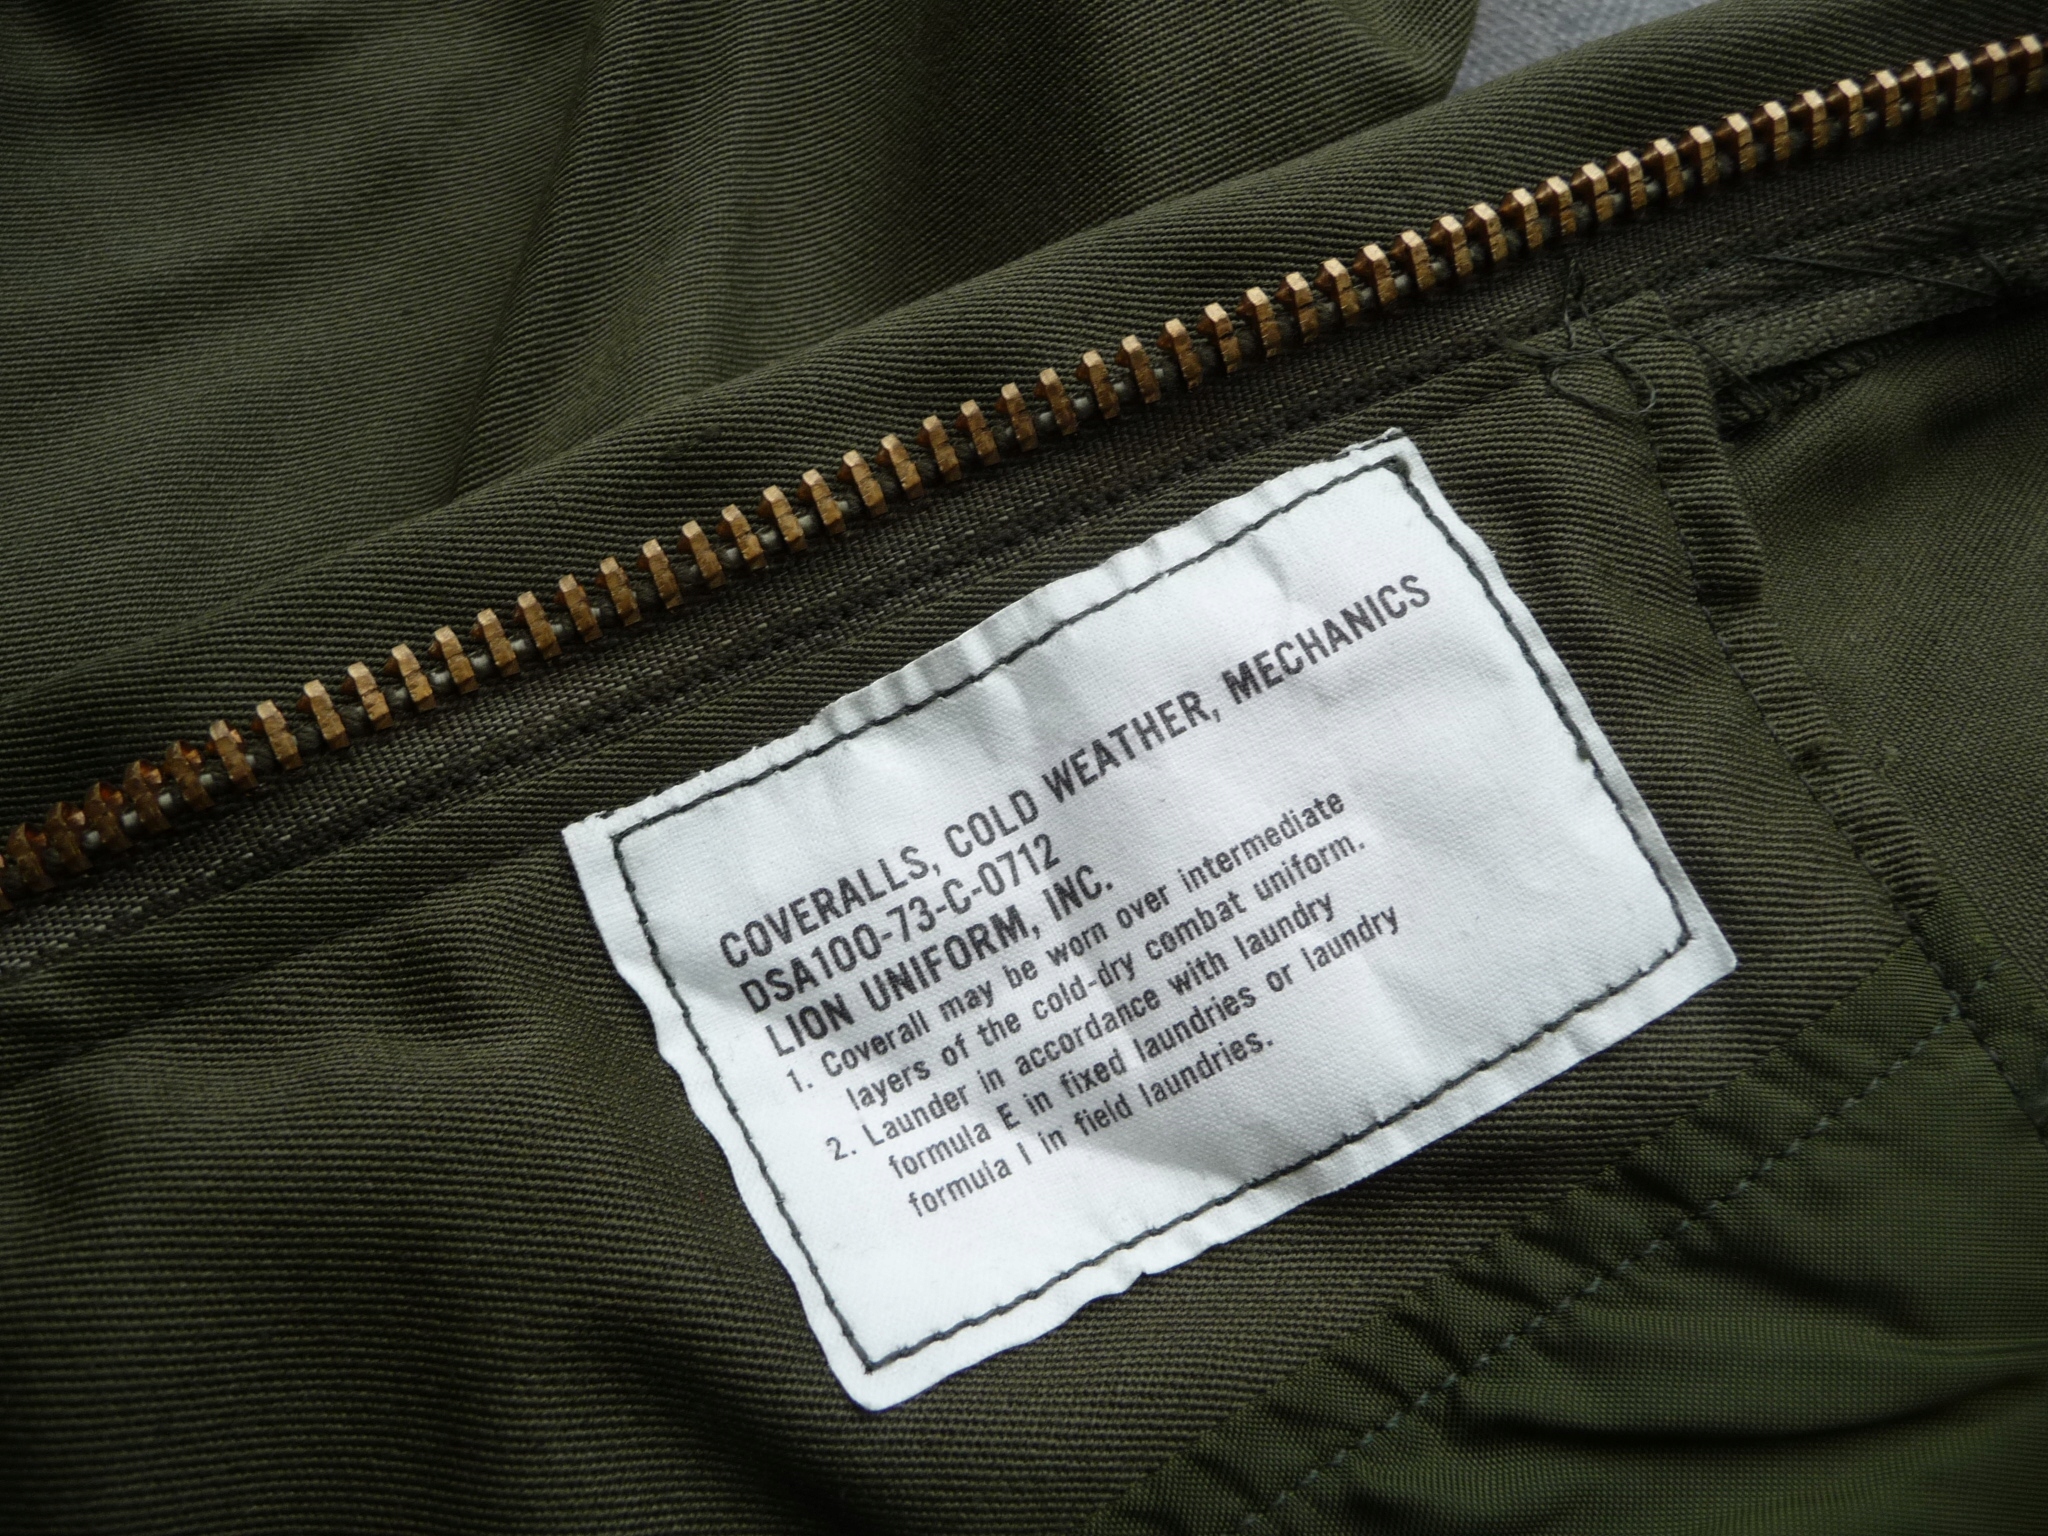 COVERALLS, COLD WEATHER, MECHANICS
DSA100-73-C-0712
LION UNIFORM, INC.
1. Coverall may be worn over intermediate
layers of the cold-dry combat uniform.
2. Launder in accordance with laundry
formula E in fixed laundries or laundry
formula I in field laundries.